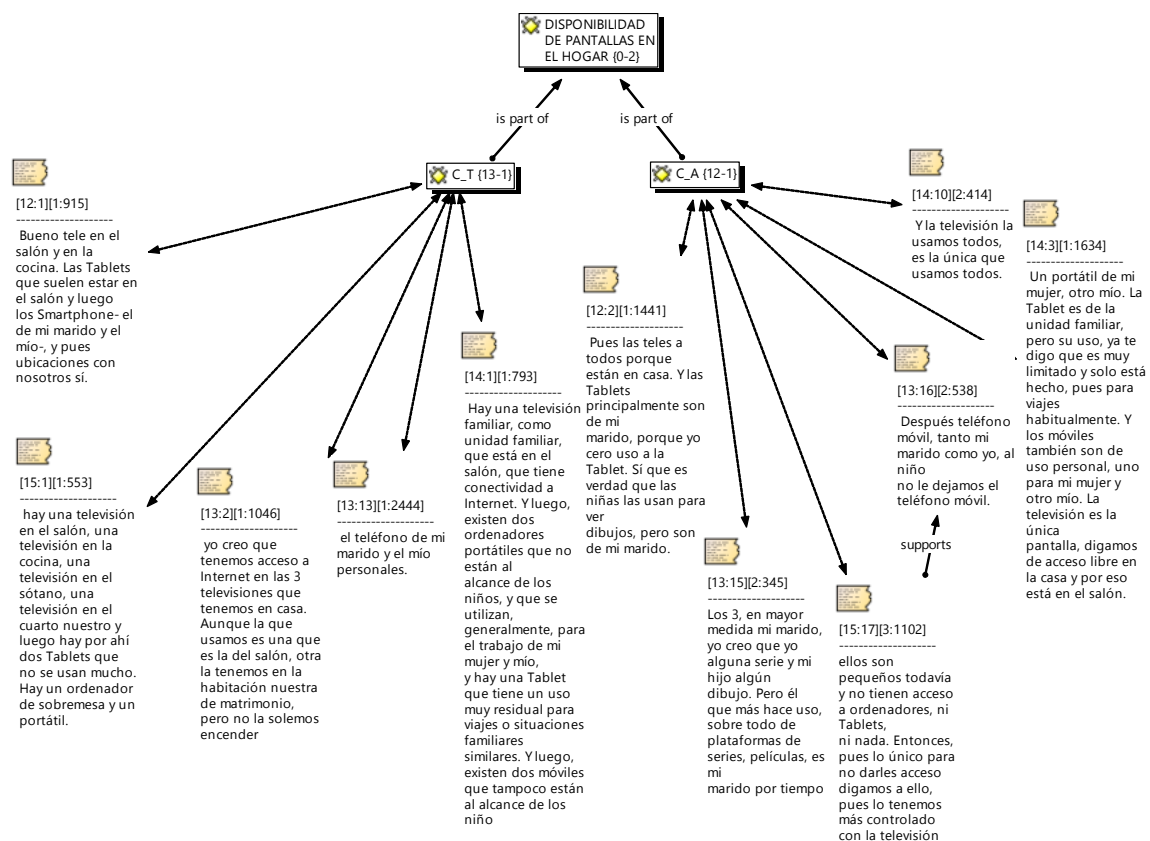 DISPONIBILIDAD
DE PANTALLAS EN
EL HOGAR {0-2}
is part of
is part of
C_T {13-1}
C_A {12-1}
[12:1][1:915]
--------------------
Bueno tele en el
salón y en la
cocina. Las Tablets
que suelen estar en
el salón y luego
los Smartphone- el
de mi marido y el
mío-, y pues
ubicaciones con
nosotros sí.
[15:1][1:553]
--------------------
hay una televisión
en el salón, una
televisión en la
cocina, una
televisión en el
sótano, una
televisión en el
cuarto nuestro y
luego hay por ahí
dos Tablets que
no se usan mucho.
Hay un ordenador
de sobremesa y un
portátil.
[13:2][1:1046]
--------------------
yo creo que
tenemos acceso a
Internet en las 3
televisiones que
tenemos en casa.
Aunque la que
usamos es una que
es la del salón, otra
la tenemos en la
habitación nuestra
de matrimonio,
pero no la solemos
encender
[13:13][1:2444]
--------------------
el teléfono de mi
marido y el mío
personales.
[14:1][1:793]
--------------------
Hay una televisión
familiar, como
unidad familiar,
que está en el
salón, que tiene
conectividad a
Internet. Y luego,
existen dos
ordenadores
portátiles que no
están al
alcance de los
niños, y que se
utilizan,
generalmente, para
el trabajo de mi
mujer y mío,
y hay una Tablet
que tiene un uso
muy residual para
viajes o situaciones
familiares
similares. Y luego,
existen dos móviles
que tampoco están
al alcance de los
niño
[12:2][1:1441]
--------------------
Pues las teles a
todos porque
están en casa. Y las
Tablets
principalmente son
de mi
marido, porque yo
cero uso a la
Tablet. Sí que es
verdad que las
niñas las usan para
ver
dibujos, pero son
de mi marido.
[13:15][2:345]
--------------------
Los 3, en mayor
medida mi marido,
yo creo que yo
alguna serie y mi
hijo algún
dibujo. Pero él
que más hace uso,
sobre todo de
plataformas de
series, películas, es
mi
marido por tiempo
[14:10][2:414]
--------------------
Y la televisión la
usamos todos,
es la única que
usamos todos.
[13:16][2:538]
--------------------
Después teléfono
móvil, tanto mi
marido como yo, al
niño
no le dejamos el
teléfono móvil.
supports
[15:17][3:1102]
--------------------
ellos son
pequeños todavía
y no tienen acceso
a ordenadores, ni
Tablets,
ni nada. Entonces,
pues lo único para
no darles acceso
digamos a ello,
pues lo tenemos
más controlado
con la televisión
[14:3][1:1634]
--------------------
Un portátil de mi
mujer, otro mío. La
Tablet es de la
unidad familiar,
pero su uso, ya te
digo que es muy
limitado y solo está
hecho, pues para
viajes
habitualmente. Y
los móviles
también son de
uso personal, uno
para mi mujer y
otro mío. La
televisión es la
única
pantalla, digamos
de acceso libre en
la casa y por eso
está en el salón.